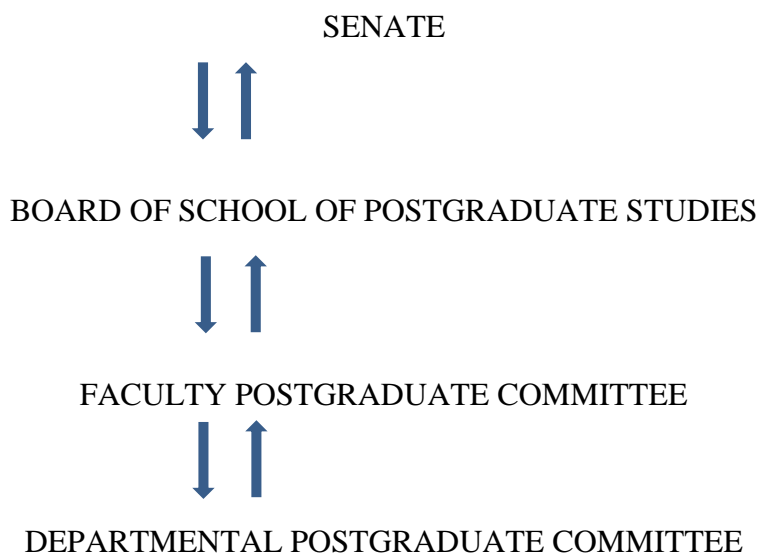 SENATE
BOARD OF SCHOOL OF POSTGRADUATE STUDIES
FACULTY POSTGRADUATE COMMITTEE
DEPARTMENTAL POSTGRADUATE COMMITTEE